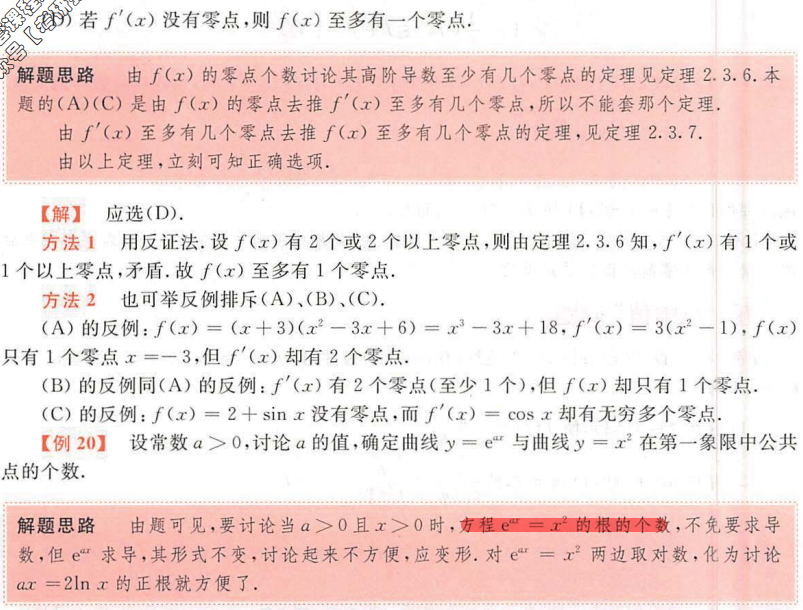 (D) 若 f′(x) 没有零点,则 f(x) 至多有一个零点.
解题思路 由 f(x) 的零点个数讨论其高阶导数至少有几个零点的定理见定理 2.3.6.本
题的(A)(C) 是由 f(x) 的零点去推 f′(x) 至多有几个零点,所以不能套那个定理.
由 f′(x) 至多有几个零点去推 f(x) 至多有几个零点的定理,见定理 2.3.7.
由以上定理,立刻可知正确选项.
【解】 应选(D).
方法 1 用反证法.设 f(x) 有 2 个或 2 个以上零点,则由定理 2.3.6 知,f′(x) 有 1 个或
1 个以上零点,矛盾.故 f(x) 至多有 1 个零点.
方法 2 也可举反例排斥(A)、(B)、(C).
(A) 的反例:f(x) = (x+3)(x² − 3x + 6) = x³ − 3x + 18,f′(x) = 3(x² − 1),f(x)
只有 1 个零点 x = − 3,但 f′(x) 却有 2 个零点.
(B) 的反例同(A) 的反例:f′(x) 有 2 个零点(至少 1 个),但 f(x) 却只有 1 个零点.
(C) 的反例:f(x) = 2 + sin x 没有零点,而 f′(x) = cos x 却有无穷多个零点.
【例 20】 设常数 a > 0,讨论 a 的值,确定曲线 y = eᵃˣ 与曲线 y = x² 在第一象限中公共
点的个数.
解题思路 由题可见,要讨论当 a > 0 且 x > 0 时,方程 eᵃˣ = x² 的根的个数,不免要求导
数,但 eᵃˣ 求导,其形式不变,讨论起来不方便,应变形.对 eᵃˣ = x² 两边取对数,化为讨论
ax = 2ln x 的正根就方便了.